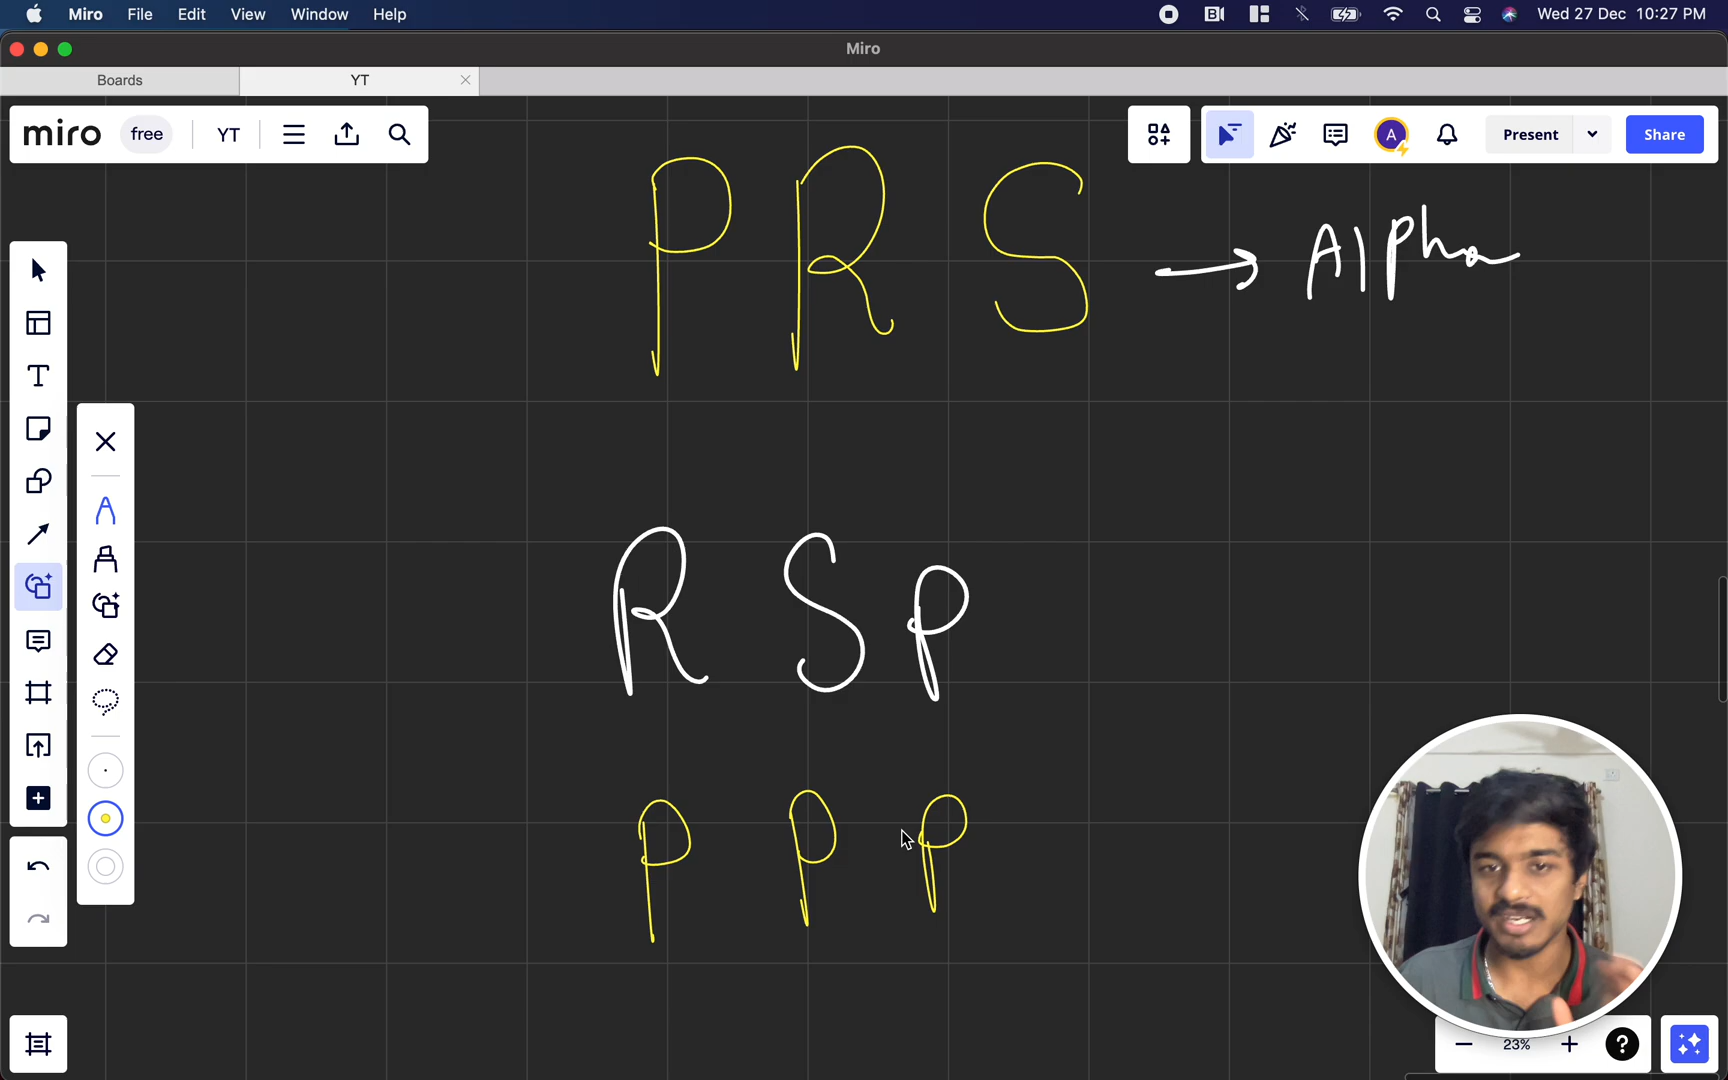 Miro File Edit View Window Help Wed 27 Dec 10:27 PM
Miro
Boards YT
miro free YT A Present Share
P R S → Alpha
R S P
P P P
23% ?